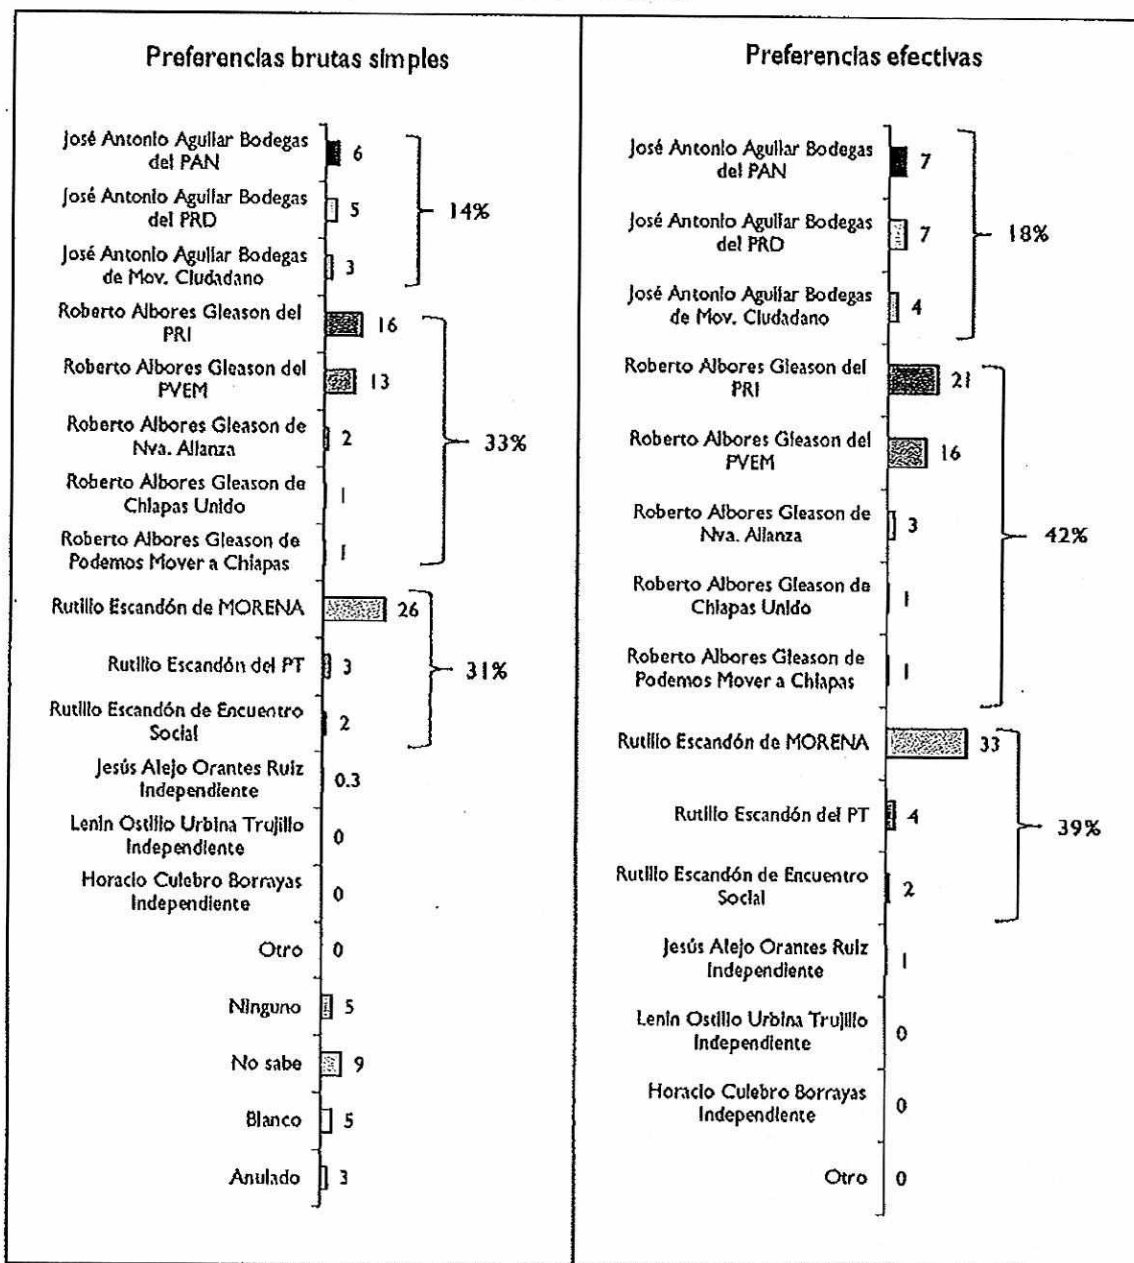 Preferencias brutas simples
José Antonio Aguilar Bodegas
del PAN
6
José Antonio Aguilar Bodegas
del PRD
5
José Antonio Aguilar Bodegas
de Mov. Ciudadano
3
14%
Roberto Albores Gleason del
PRI
16
Roberto Albores Gleason del
PVEM
13
Roberto Albores Gleason de
Nva. Alianza
2
Roberto Albores Gleason de
Chiapas Unido
1
Roberto Albores Gleason de
Podemos Mover a Chiapas
1
33%
Rutilio Escandón de MORENA
26
Rutilio Escandón del PT
3
Rutilio Escandón de Encuentro
Social
2
31%
Jesús Alejo Orantes Ruiz
Independiente
0.3
Lenin Ostilio Urbina Trujillo
Independiente
0
Horacio Culebro Borrayas
Independiente
0
Otro
0
Ninguno
5
No sabe
9
Blanco
5
Anulado
3
Preferencias efectivas
José Antonio Aguilar Bodegas
del PAN
7
José Antonio Aguilar Bodegas
del PRD
7
José Antonio Aguilar Bodegas
de Mov. Ciudadano
4
18%
Roberto Albores Gleason del
PRI
21
Roberto Albores Gleason del
PVEM
16
Roberto Albores Gleason de
Nva. Alianza
3
Roberto Albores Gleason de
Chiapas Unido
1
Roberto Albores Gleason de
Podemos Mover a Chiapas
1
42%
Rutilio Escandón de MORENA
33
Rutilio Escandón del PT
4
Rutilio Escandón de Encuentro
Social
2
39%
Jesús Alejo Orantes Ruiz
Independiente
1
Lenin Ostilio Urbina Trujillo
Independiente
0
Horacio Culebro Borrayas
Independiente
0
Otro
0